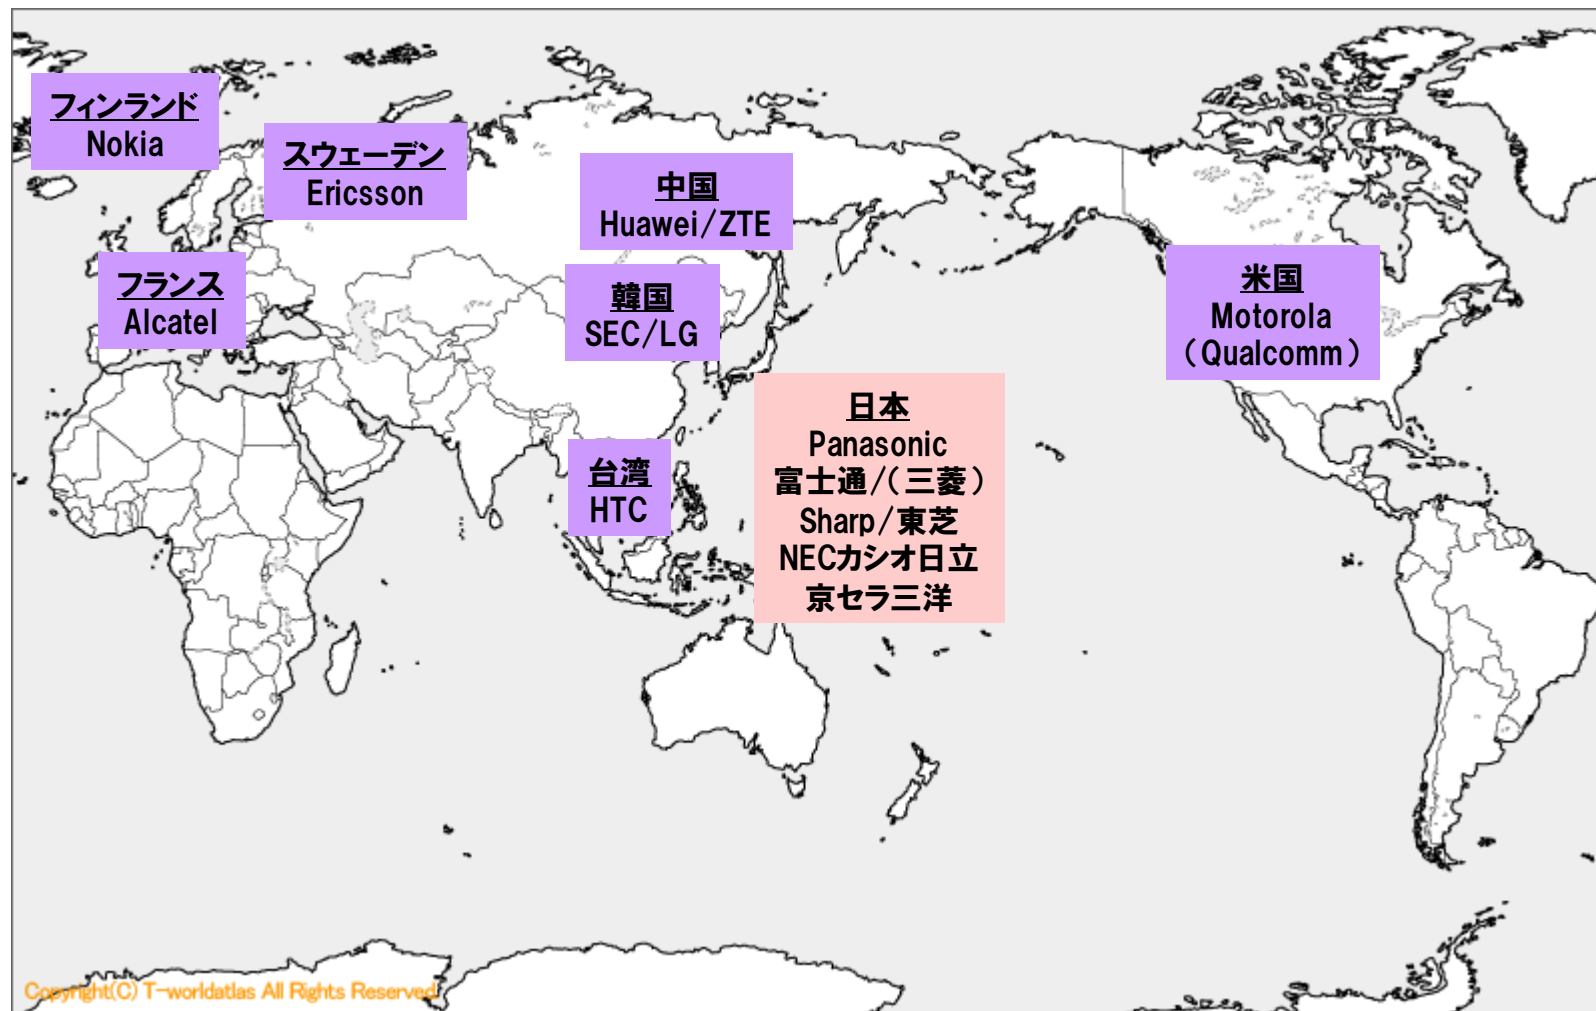 フィンランド
Nokia
スウェーデン
Ericsson
中国
Huawei/ZTE
フランス
Alcatel
韓国
SEC/LG
米国
Motorola
（Qualcomm）
日本
Panasonic
富士通/（三菱）
Sharp/東芝
NECカシオ日立
京セラ三洋
台湾
HTC
Copyright(C) T-worldatlas All Rights Reserved